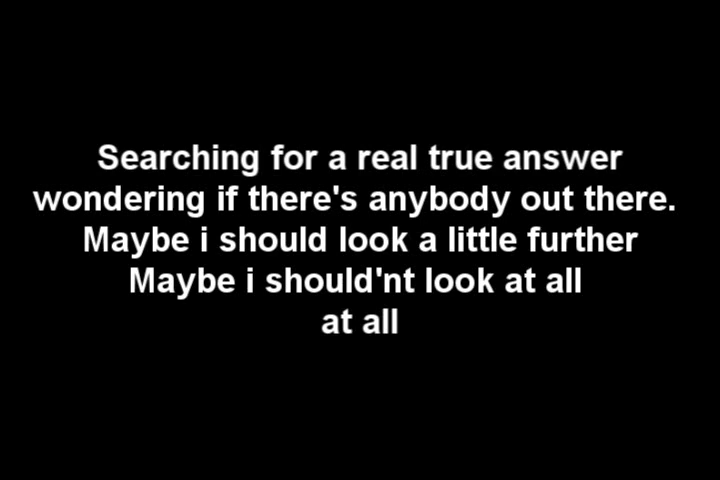 Searching for a real true answer
wondering if there's anybody out there.
Maybe i should look a little further
Maybe i should'nt look at all
at all